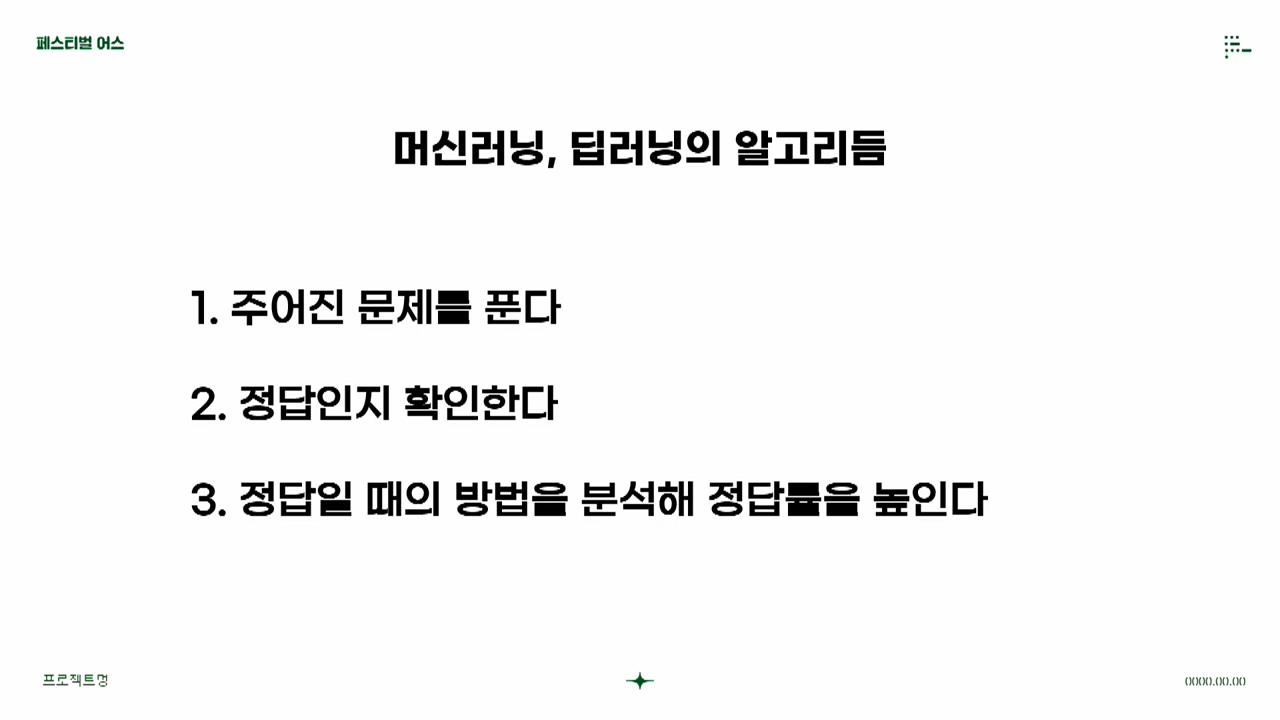 페스티벌 어스
머신러닝, 딥러닝의 알고리듬
1. 주어진 문제를 푼다
2. 정답인지 확인한다
3. 정답일 때의 방법을 분석해 정답률을 높인다
프로젝트명
0000.00.00